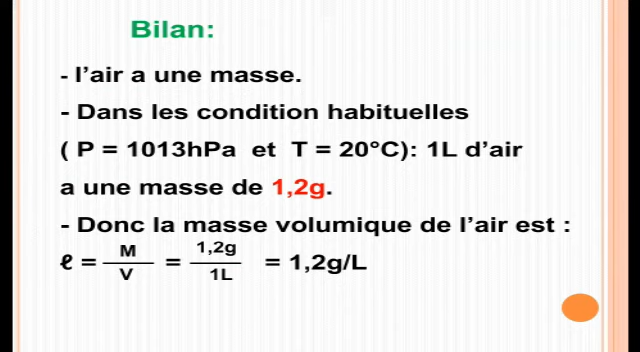 Bilan:
- l'air a une masse.
- Dans les condition habituelles
( P = 1013hPa et T = 20°C): 1L d'air
a une masse de 1,2g.
- Donc la masse volumique de l'air est :
ℓ = M/V = 1,2g/1L = 1,2g/L